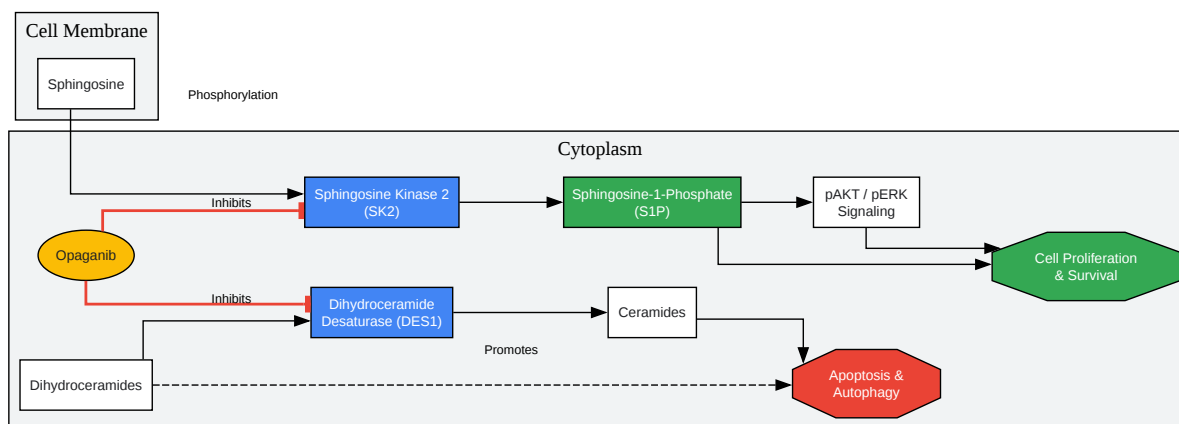 Cell Membrane
Sphingosine
Phosphorylation
Cytoplasm
Sphingosine Kinase 2
(SK2)
Sphingosine-1-Phosphate
(S1P)
pAKT / pERK
Signaling
Inhibits
Opaganib
Cell Proliferation
& Survival
Inhibits
Dihydroceramide
Desaturase (DES1)
Ceramides
Promotes
Dihydroceramides
Apoptosis &
Autophagy